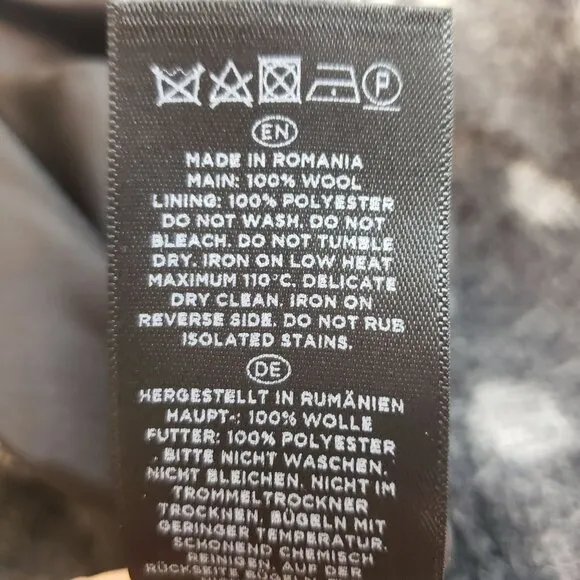 P
EN
MADE IN ROMANIA
MAIN: 100% WOOL
LINING: 100% POLYESTER
DO NOT WASH. DO NOT
BLEACH. DO NOT TUMBLE
DRY. IRON ON LOW HEAT
MAXIMUM 110°C. DELICATE
DRY CLEAN. IRON ON
REVERSE SIDE. DO NOT RUB
ISOLATED STAINS.
DE
HERGESTELLT IN RUMÄNIEN
HAUPT-: 100% WOLLE
FUTTER: 100% POLYESTER
BITTE NICHT WASCHEN.
NICHT BLEICHEN. NICHT IM
TROMMELTROCKNER
TROCKNEN. BÜGELN MIT
GERINGER TEMPERATUR.
SCHONEND CHEMISCH
REINIGEN. AUF DER
RÜCKSEITE BÜGELN